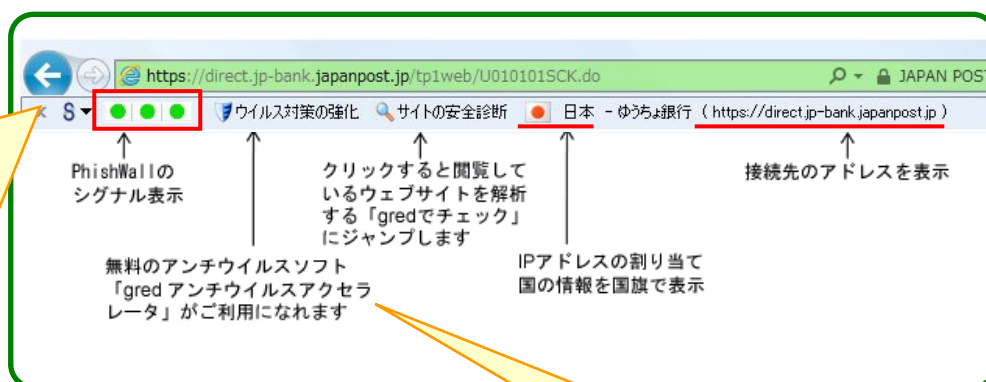 https://direct.jp-bank.japanpost.jp/tp1web/U010101SCK.do
JAPAN POST
S
ウイルス対策の強化
サイトの安全診断
日本 - ゆうちょ銀行 ( https://direct.jp-bank.japanpost.jp )
PhishWallの
シグナル表示
クリックすると閲覧して
いるウェブサイトを解析
する「gredでチェック」
にジャンプします
接続先のアドレスを表示
無料のアンチウイルスソフト
「gred アンチウイルスアクセラ
レータ」がご利用になれます
IPアドレスの割り当て
国の情報を国旗で表示